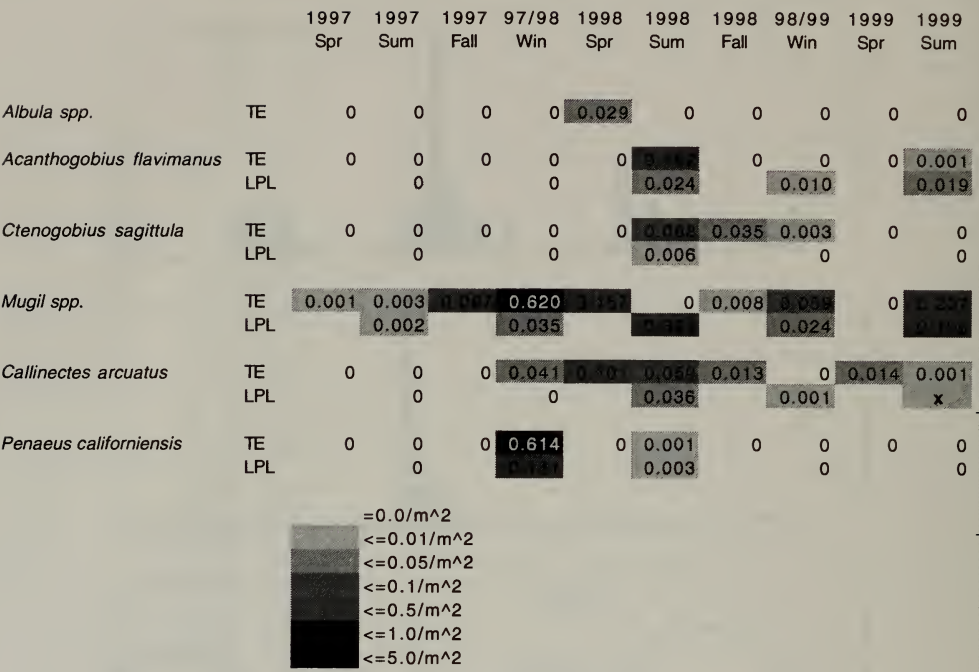 1997 1997 1997 97/98 1998 1998 1998 98/99 1999 1999
Spr Sum Fall Win Spr Sum Fall Win Spr Sum
Albula spp. TE 0 0 0 0 0.029 0 0 0 0 0
Acanthogobius flavimanus TE 0 0 0 0 0 0 0 0 0.001
LPL 0 0 0.024 0.010 0.019
Ctenogobius sagittula TE 0 0 0 0 0 0.035 0.003 0 0
LPL 0 0 0.006 0 0
Mugil spp. TE 0.001 0.003 0.620 0 0.008 0
LPL 0.002 0.035 0.024
Callinectes arcuatus TE 0 0 0 0.041 0.013 0 0.014 0.001
LPL 0 0 0.036 0.001 x
Penaeus californiensis TE 0 0 0 0.614 0 0.001 0 0 0 0
LPL 0 0.003 0 0
=0.0/m^2
<=0.01/m^2
<=0.05/m^2
<=0.1/m^2
<=0.5/m^2
<=1.0/m^2
<=5.0/m^2